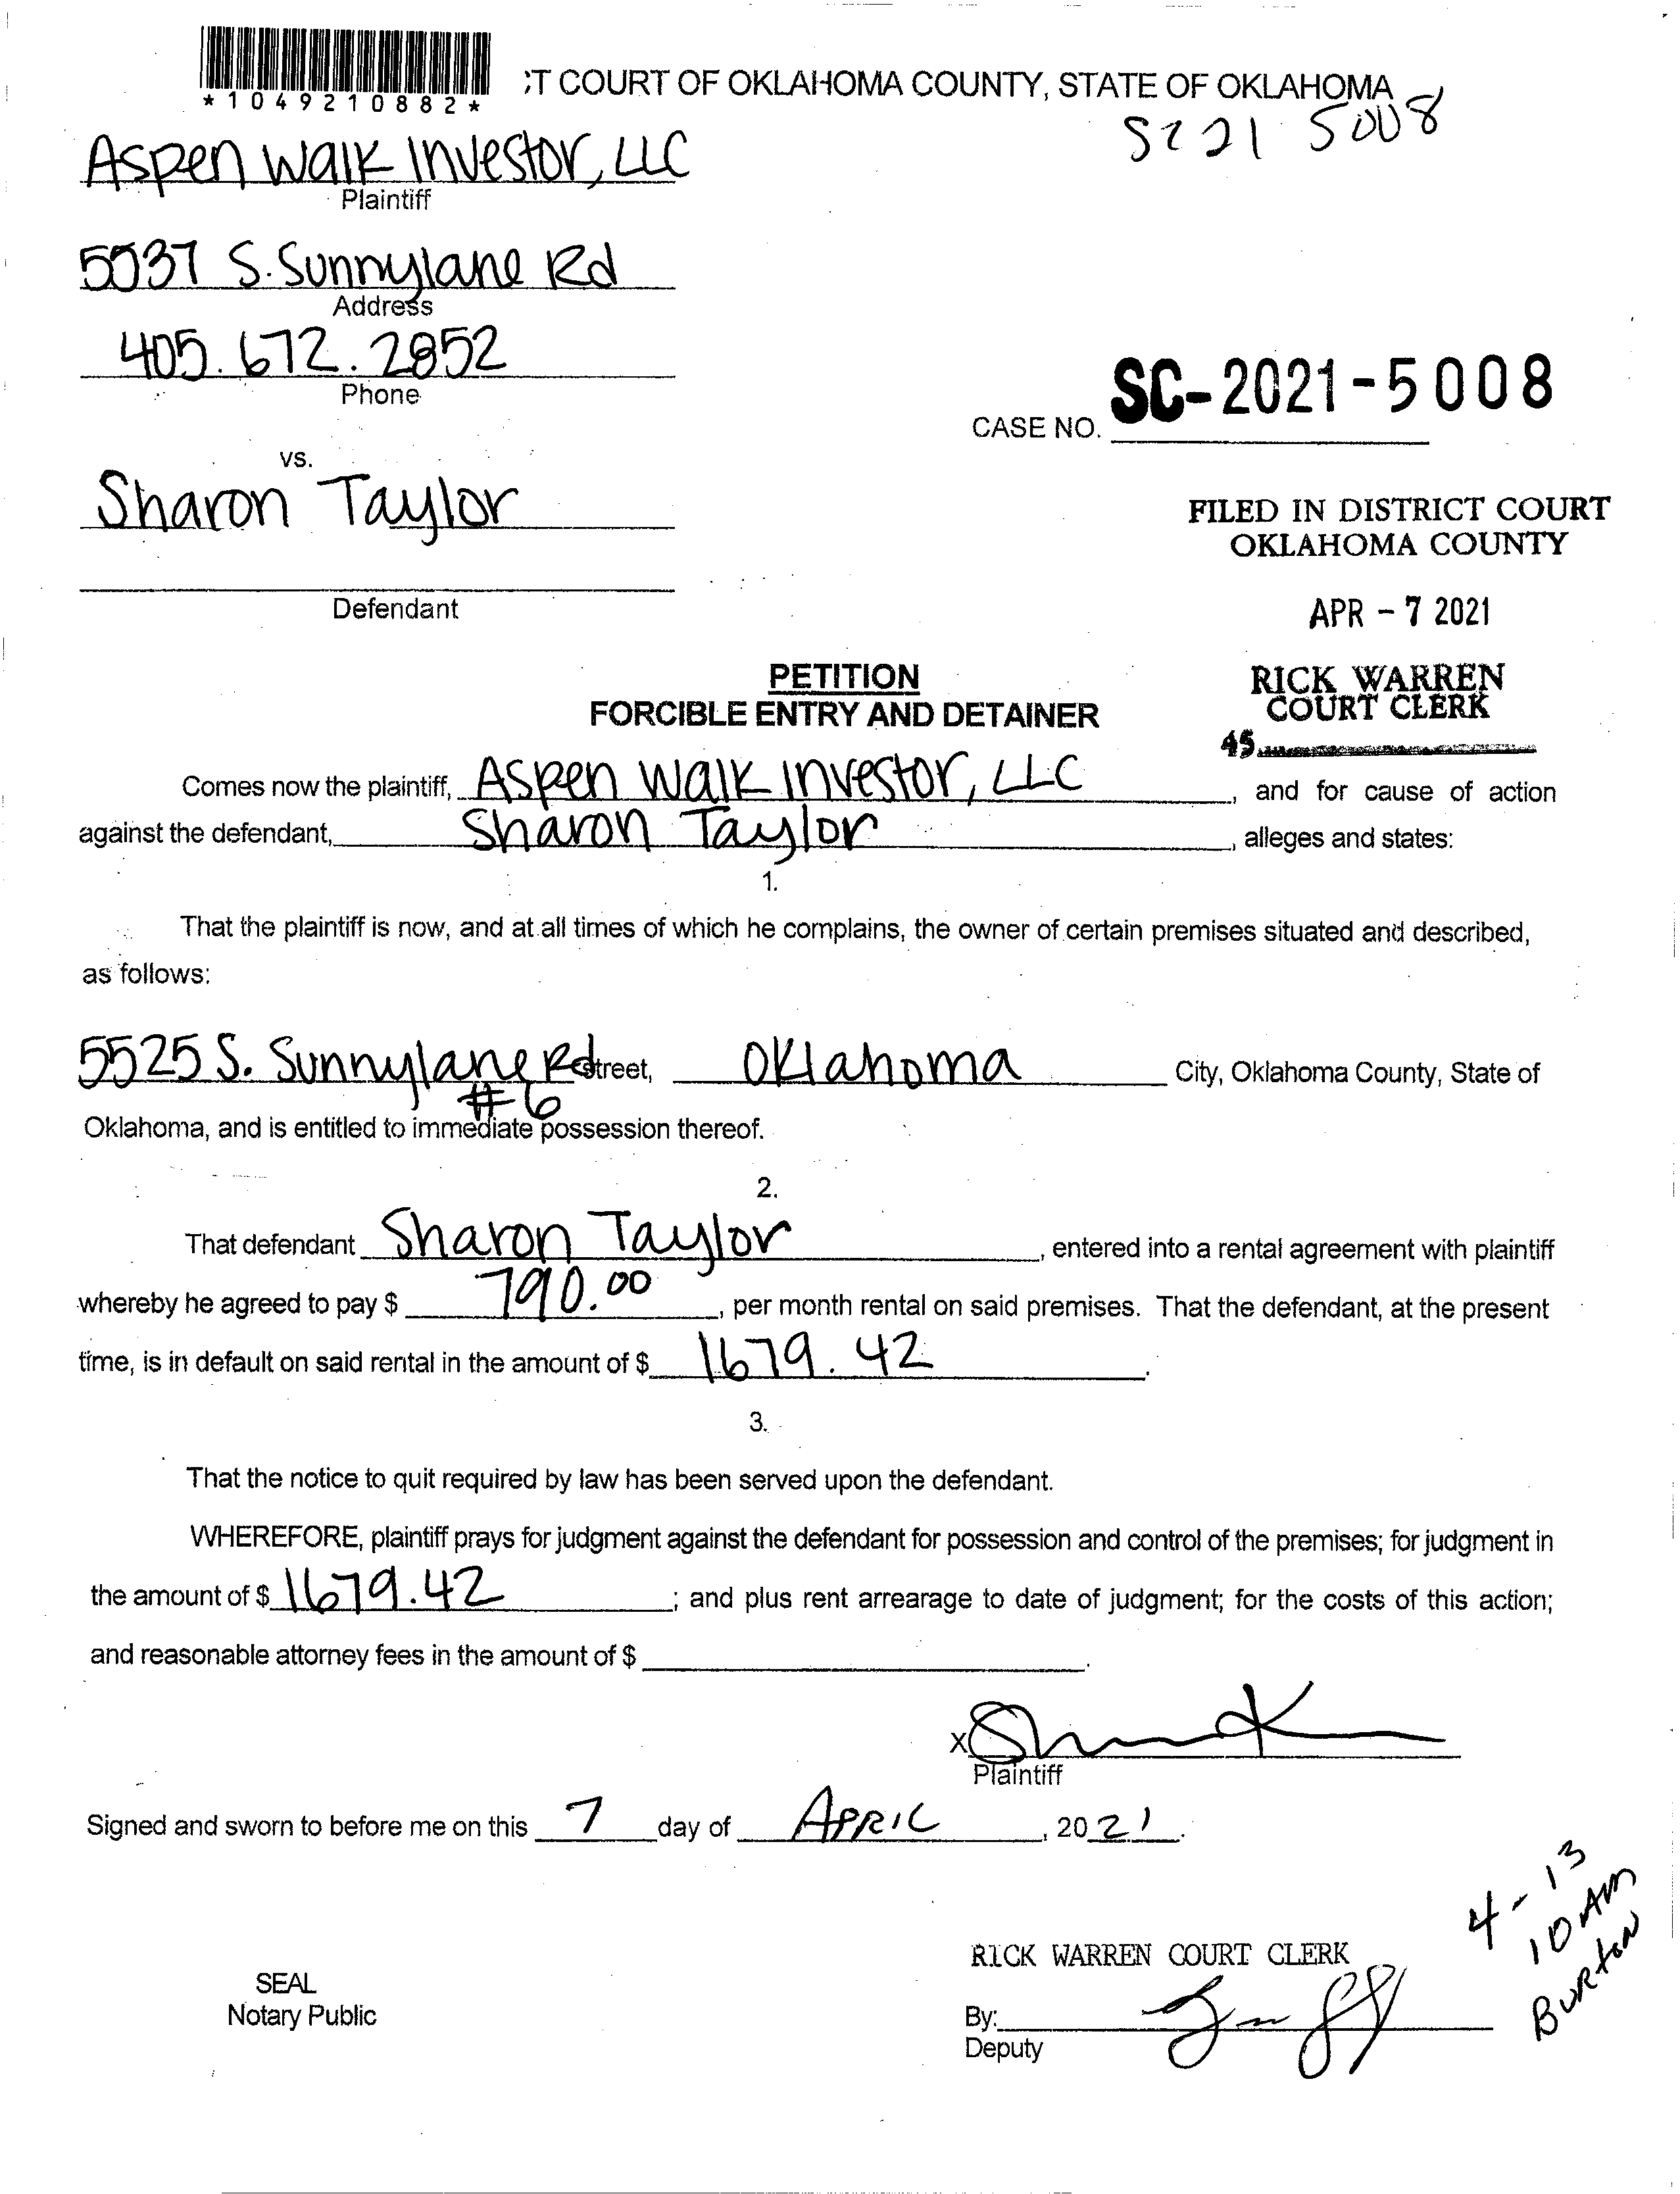 *1049210882*
;T COURT OF OKLAHOMA COUNTY, STATE OF OKLAHOMA
SC 21 5008
Aspen Walk Investor, LLC
Plaintiff
5037 S. Sunnylane Rd
Address
405.672.2852
Phone
SC-2021-5008
CASE NO.
vs.
Sharon Taylor
FILED IN DISTRICT COURT
OKLAHOMA COUNTY
Defendant
APR - 7 2021
PETITION
FORCIBLE ENTRY AND DETAINER
RICK WARREN
COURT CLERK
45
Comes now the plaintiff, Aspen Walk Investor, LLC, and for cause of action
against the defendant, Sharon Taylor, alleges and states:
1.
That the plaintiff is now, and at all times of which he complains, the owner of certain premises situated and described,
as follows:
5525 S. Sunnylane Rd street, Oklahoma City, Oklahoma County, State of
#6
Oklahoma, and is entitled to immediate possession thereof.
2.
That defendant Sharon Taylor, entered into a rental agreement with plaintiff
whereby he agreed to pay $ 790.00, per month rental on said premises. That the defendant, at the present
time, is in default on said rental in the amount of $ 1679.42.
3.
That the notice to quit required by law has been served upon the defendant.
WHEREFORE, plaintiff prays for judgment against the defendant for possession and control of the premises; for judgment in
the amount of $ 1679.42; and plus rent arrearage to date of judgment; for the costs of this action;
and reasonable attorney fees in the amount of $ .
X
Plaintiff
Signed and sworn to before me on this 7 day of APRIL, 2021.
4-13
10 AM
Burton
RICK WARREN COURT CLERK
SEAL
Notary Public
By:
Deputy